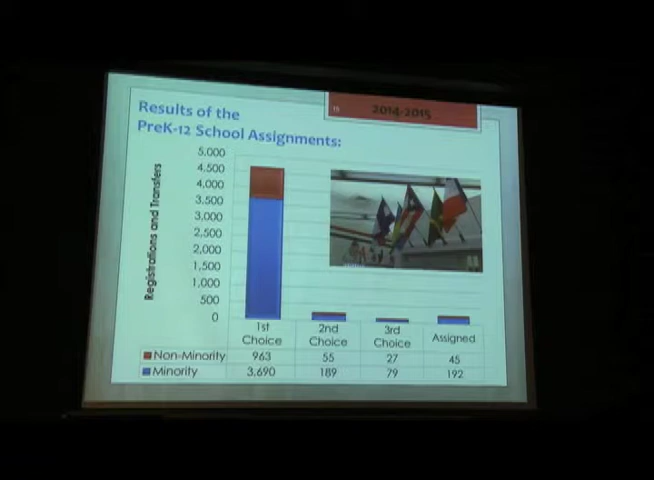 15
2014-2015
Results of the
PreK-12 School Assignments:
Registrations and Transfers
5,000
4,500
4,000
3,500
3,000
2,500
2,000
1,500
1,000
500
0
1st Choice
2nd Choice
3rd Choice
Assigned
Non-Minority 963 55 27 45
Minority 3,690 189 79 192